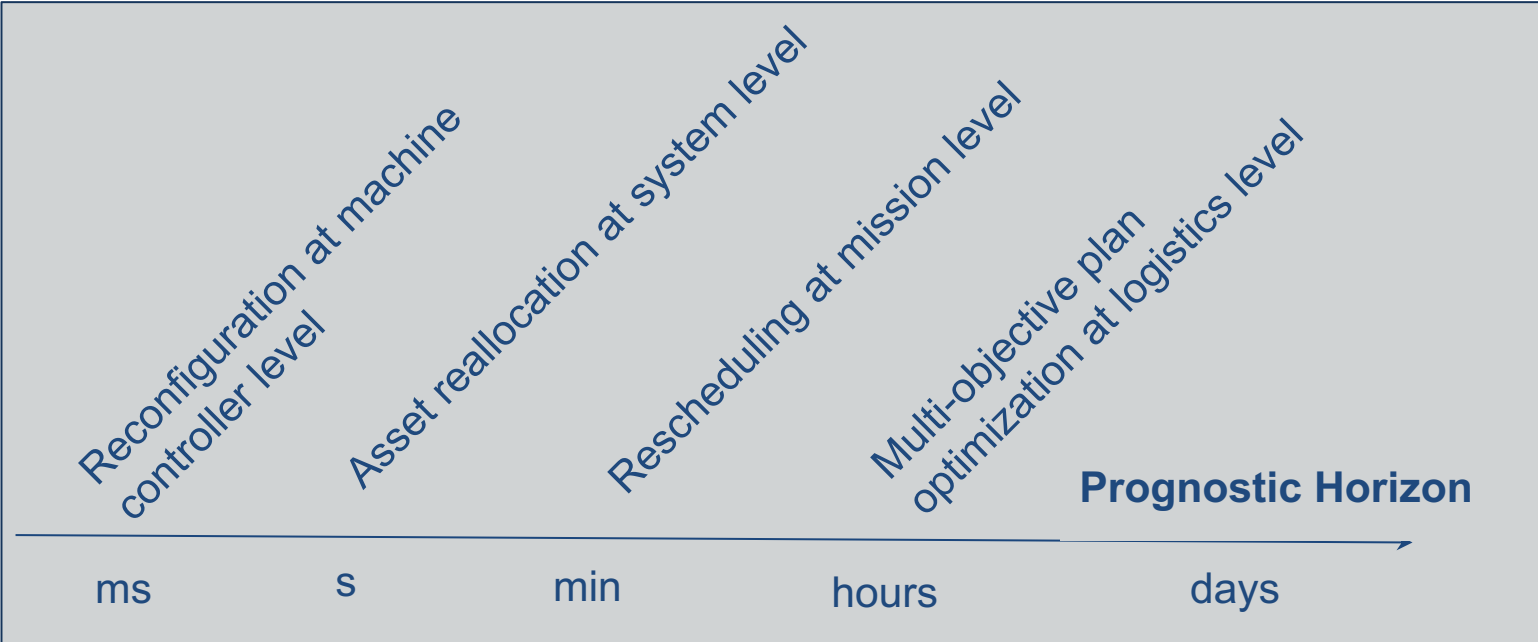 Reconfiguration at machine
controller level
Asset reallocation at system level
Rescheduling at mission level
Multi-objective plan
optimization at logistics level
Prognostic Horizon
ms
s
min
hours
days